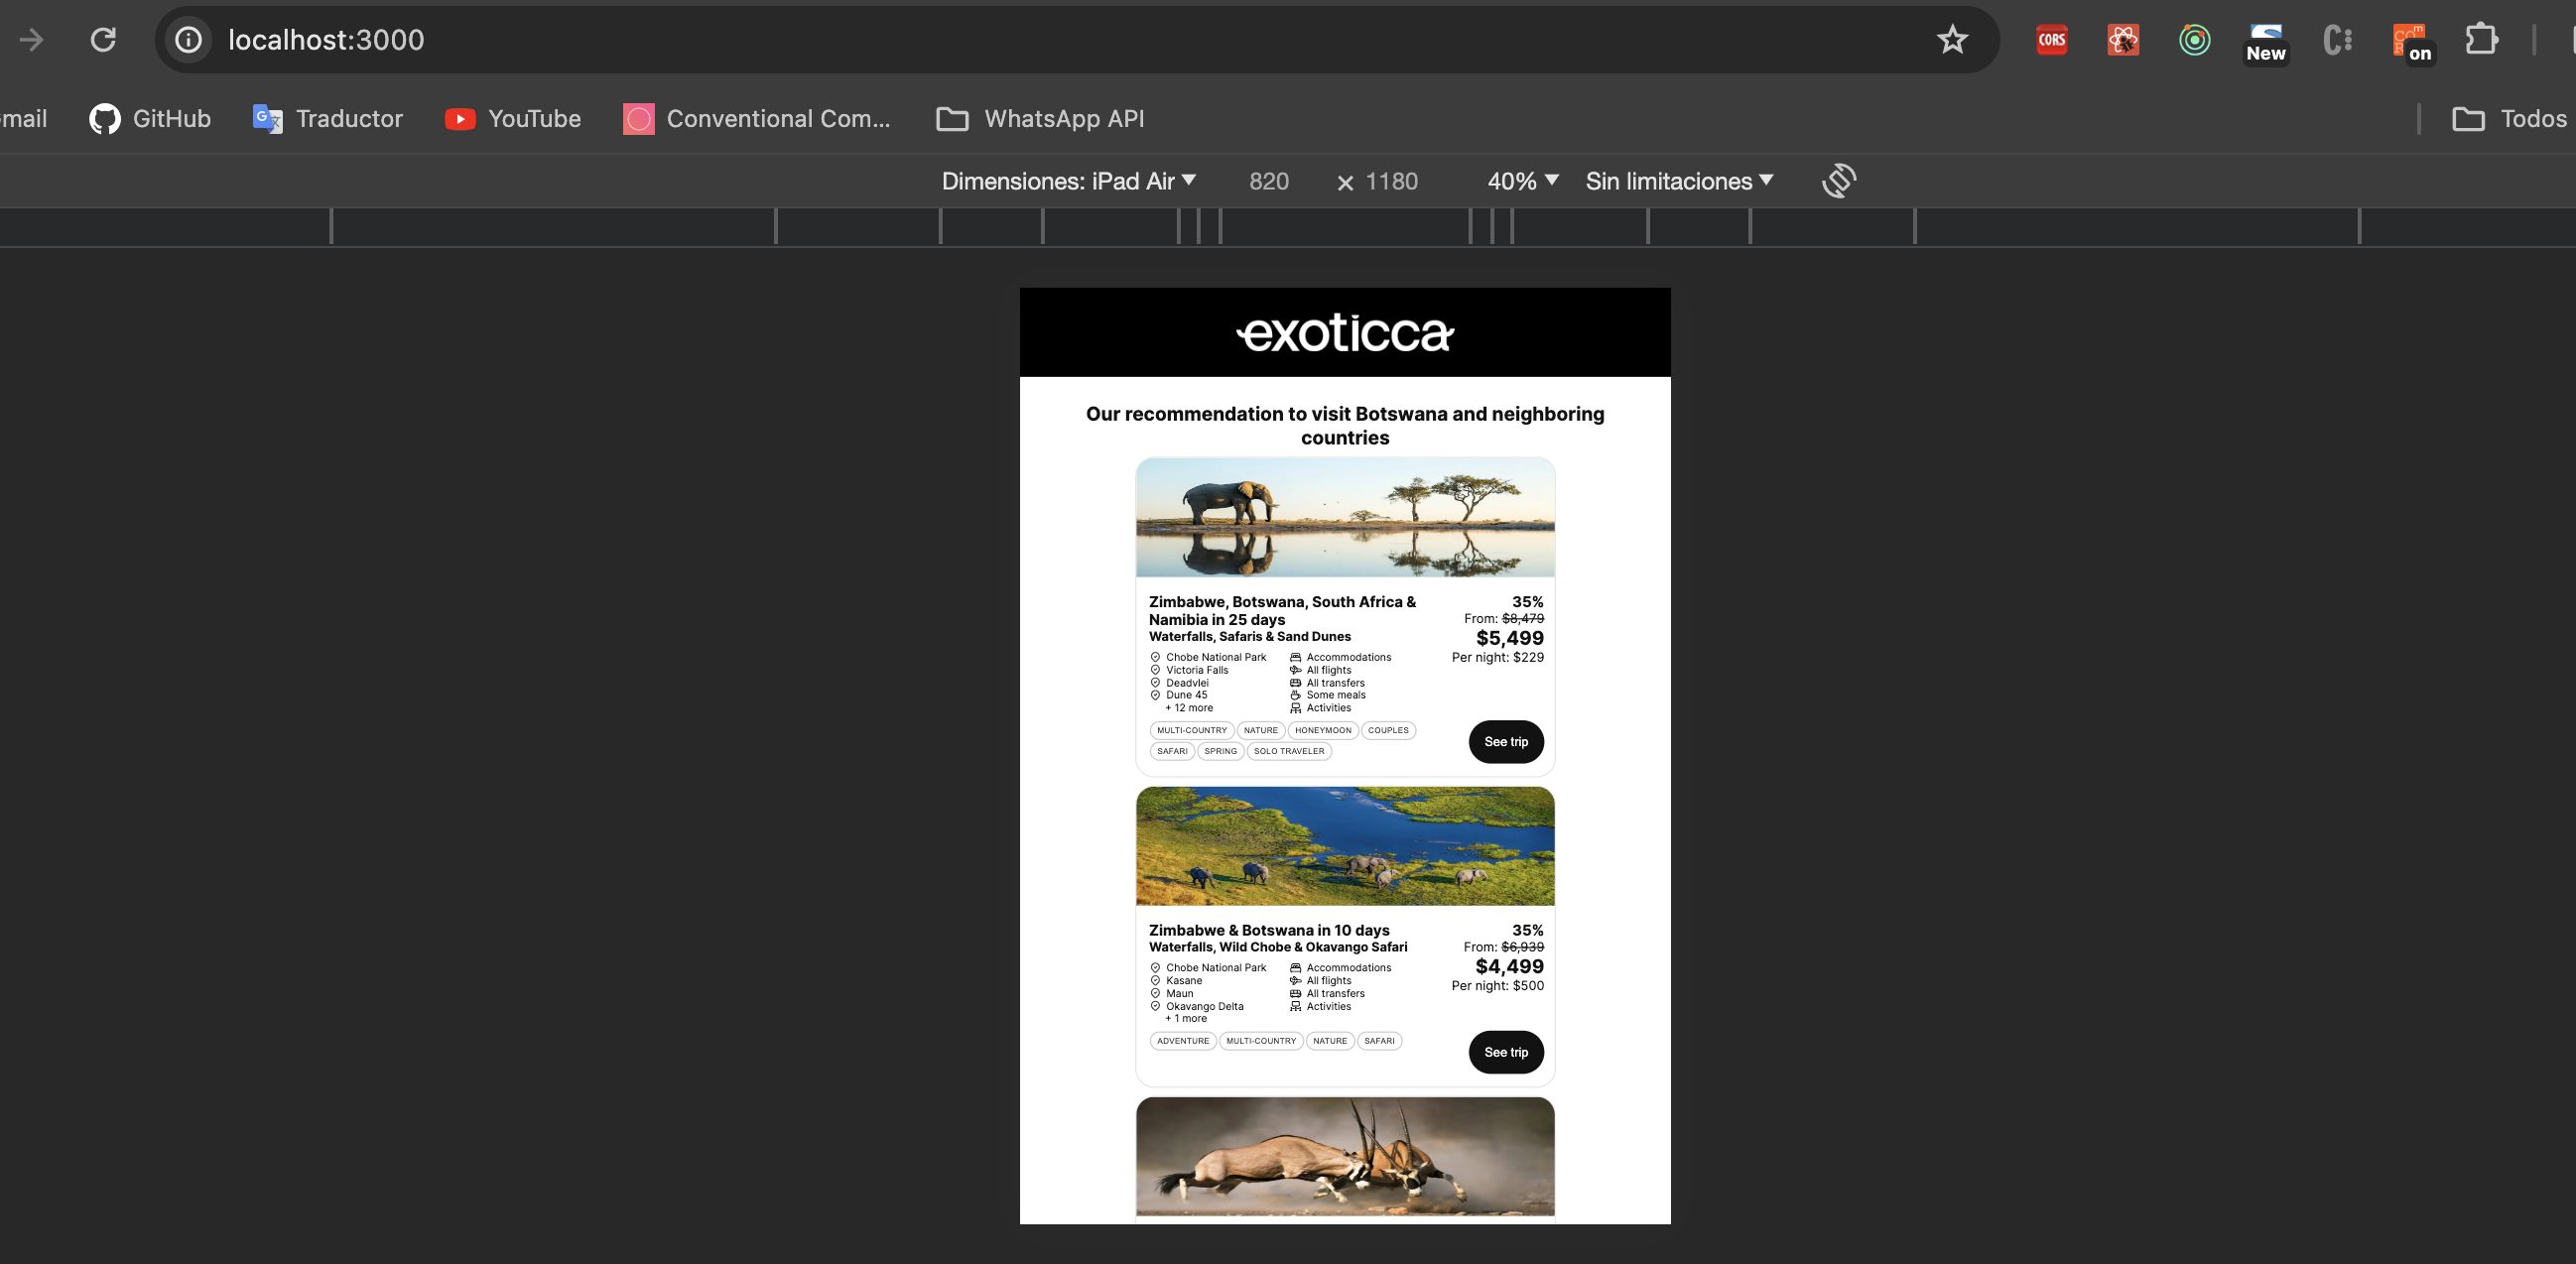 localhost:3000
CORS
New
on
mail
GitHub
Traductor
YouTube
Conventional Com...
WhatsApp API
Todos
Dimensiones: iPad Air
820
×
1180
40%
Sin limitaciones
exoticca
Our recommendation to visit Botswana and neighboring
countries
Zimbabwe, Botswana, South Africa &
Namibia in 25 days
Waterfalls, Safaris & Sand Dunes
Chobe National Park
Victoria Falls
Deadvlei
Dune 45
+ 12 more
Accommodations
All flights
All transfers
Some meals
Activities
35%
From: $8,479
$5,499
Per night: $229
MULTI-COUNTRY
NATURE
HONEYMOON
COUPLES
SAFARI
SPRING
SOLO TRAVELER
See trip
Zimbabwe & Botswana in 10 days
Waterfalls, Wild Chobe & Okavango Safari
Chobe National Park
Kasane
Maun
Okavango Delta
+ 1 more
Accommodations
All flights
All transfers
Activities
35%
From: $6,939
$4,499
Per night: $500
ADVENTURE
MULTI-COUNTRY
NATURE
SAFARI
See trip